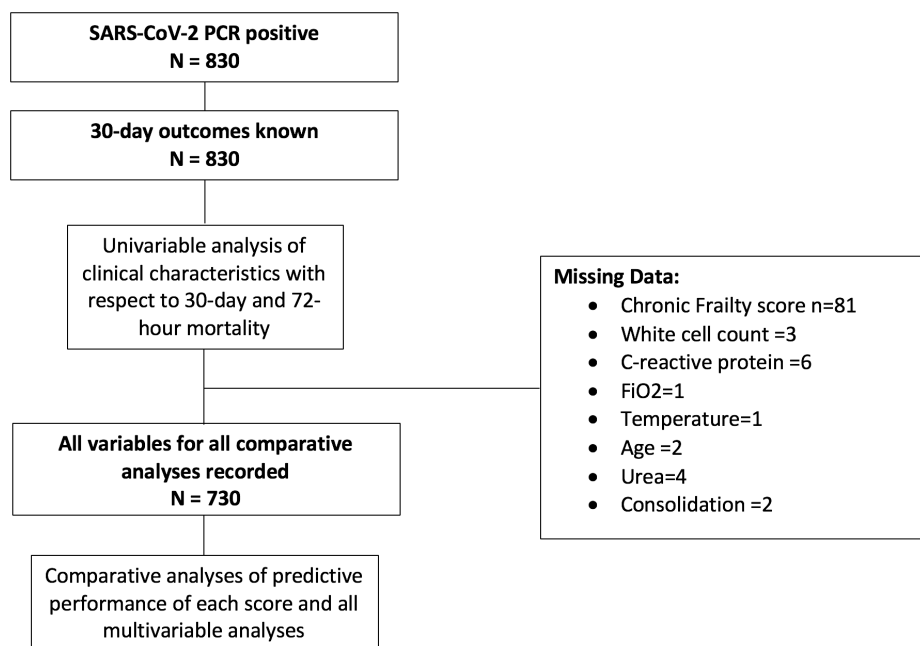 SARS-CoV-2 PCR positive
N = 830
30-day outcomes known
N = 830
Univariable analysis of
clinical characteristics with
respect to 30-day and 72-
hour mortality
Missing Data:
• Chronic Frailty score n=81
• White cell count =3
• C-reactive protein =6
• FiO2=1
• Temperature=1
• Age =2
• Urea=4
• Consolidation =2
All variables for all comparative
analyses recorded
N = 730
Comparative analyses of predictive
performance of each score and all
multivariable analyses